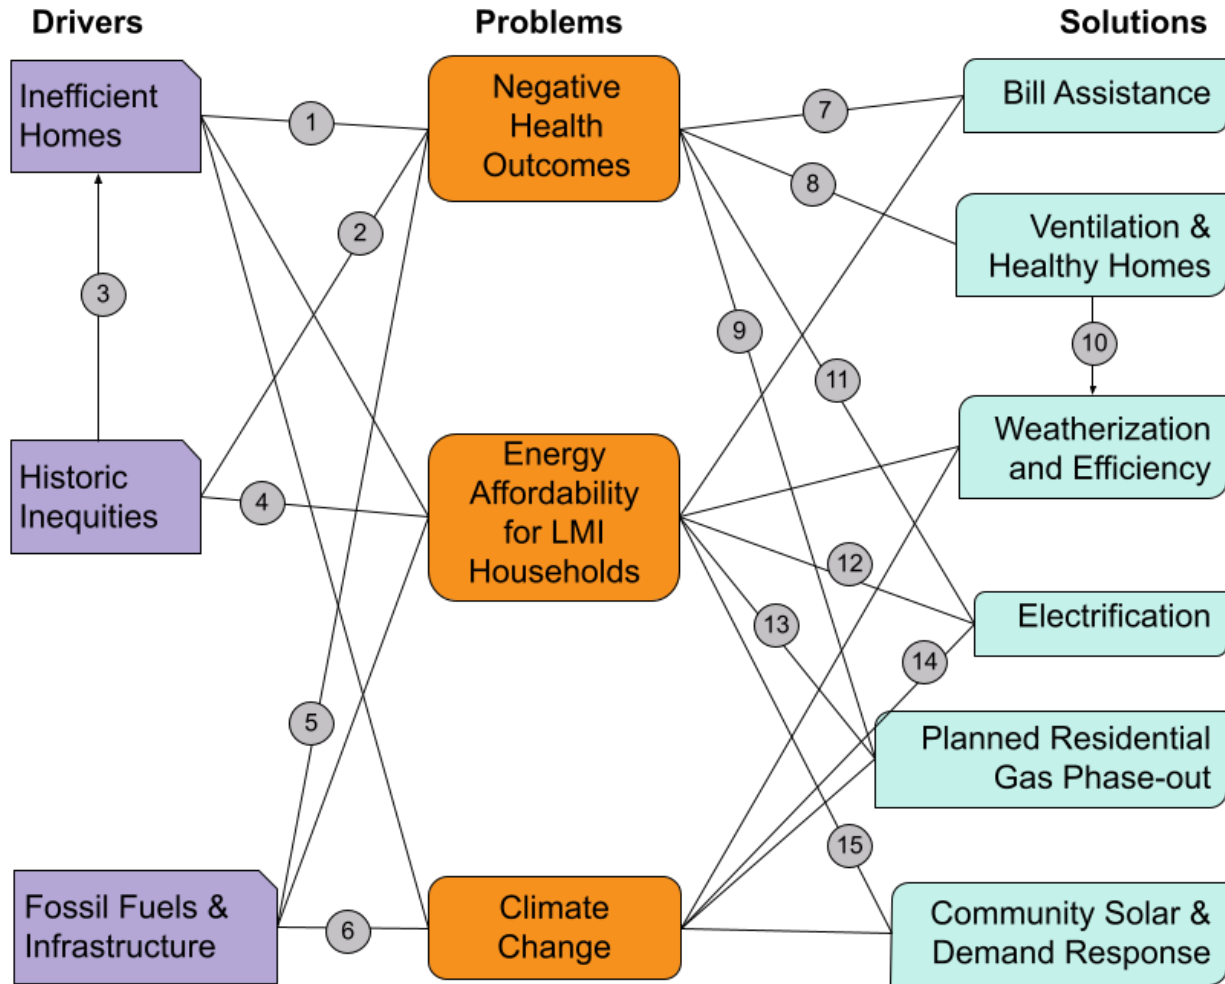 Drivers
Problems
Solutions
Inefficient
Homes
1
Negative
Health
Outcomes
7
Bill Assistance
2
8
Ventilation &
Healthy Homes
3
9
10
11
Historic
Inequities
4
Energy
Affordability
for LMI
Households
Weatherization
and Efficiency
12
13
Electrification
14
5
Planned Residential
Gas Phase-out
15
Fossil Fuels &
Infrastructure
6
Climate
Change
Community Solar &
Demand Response